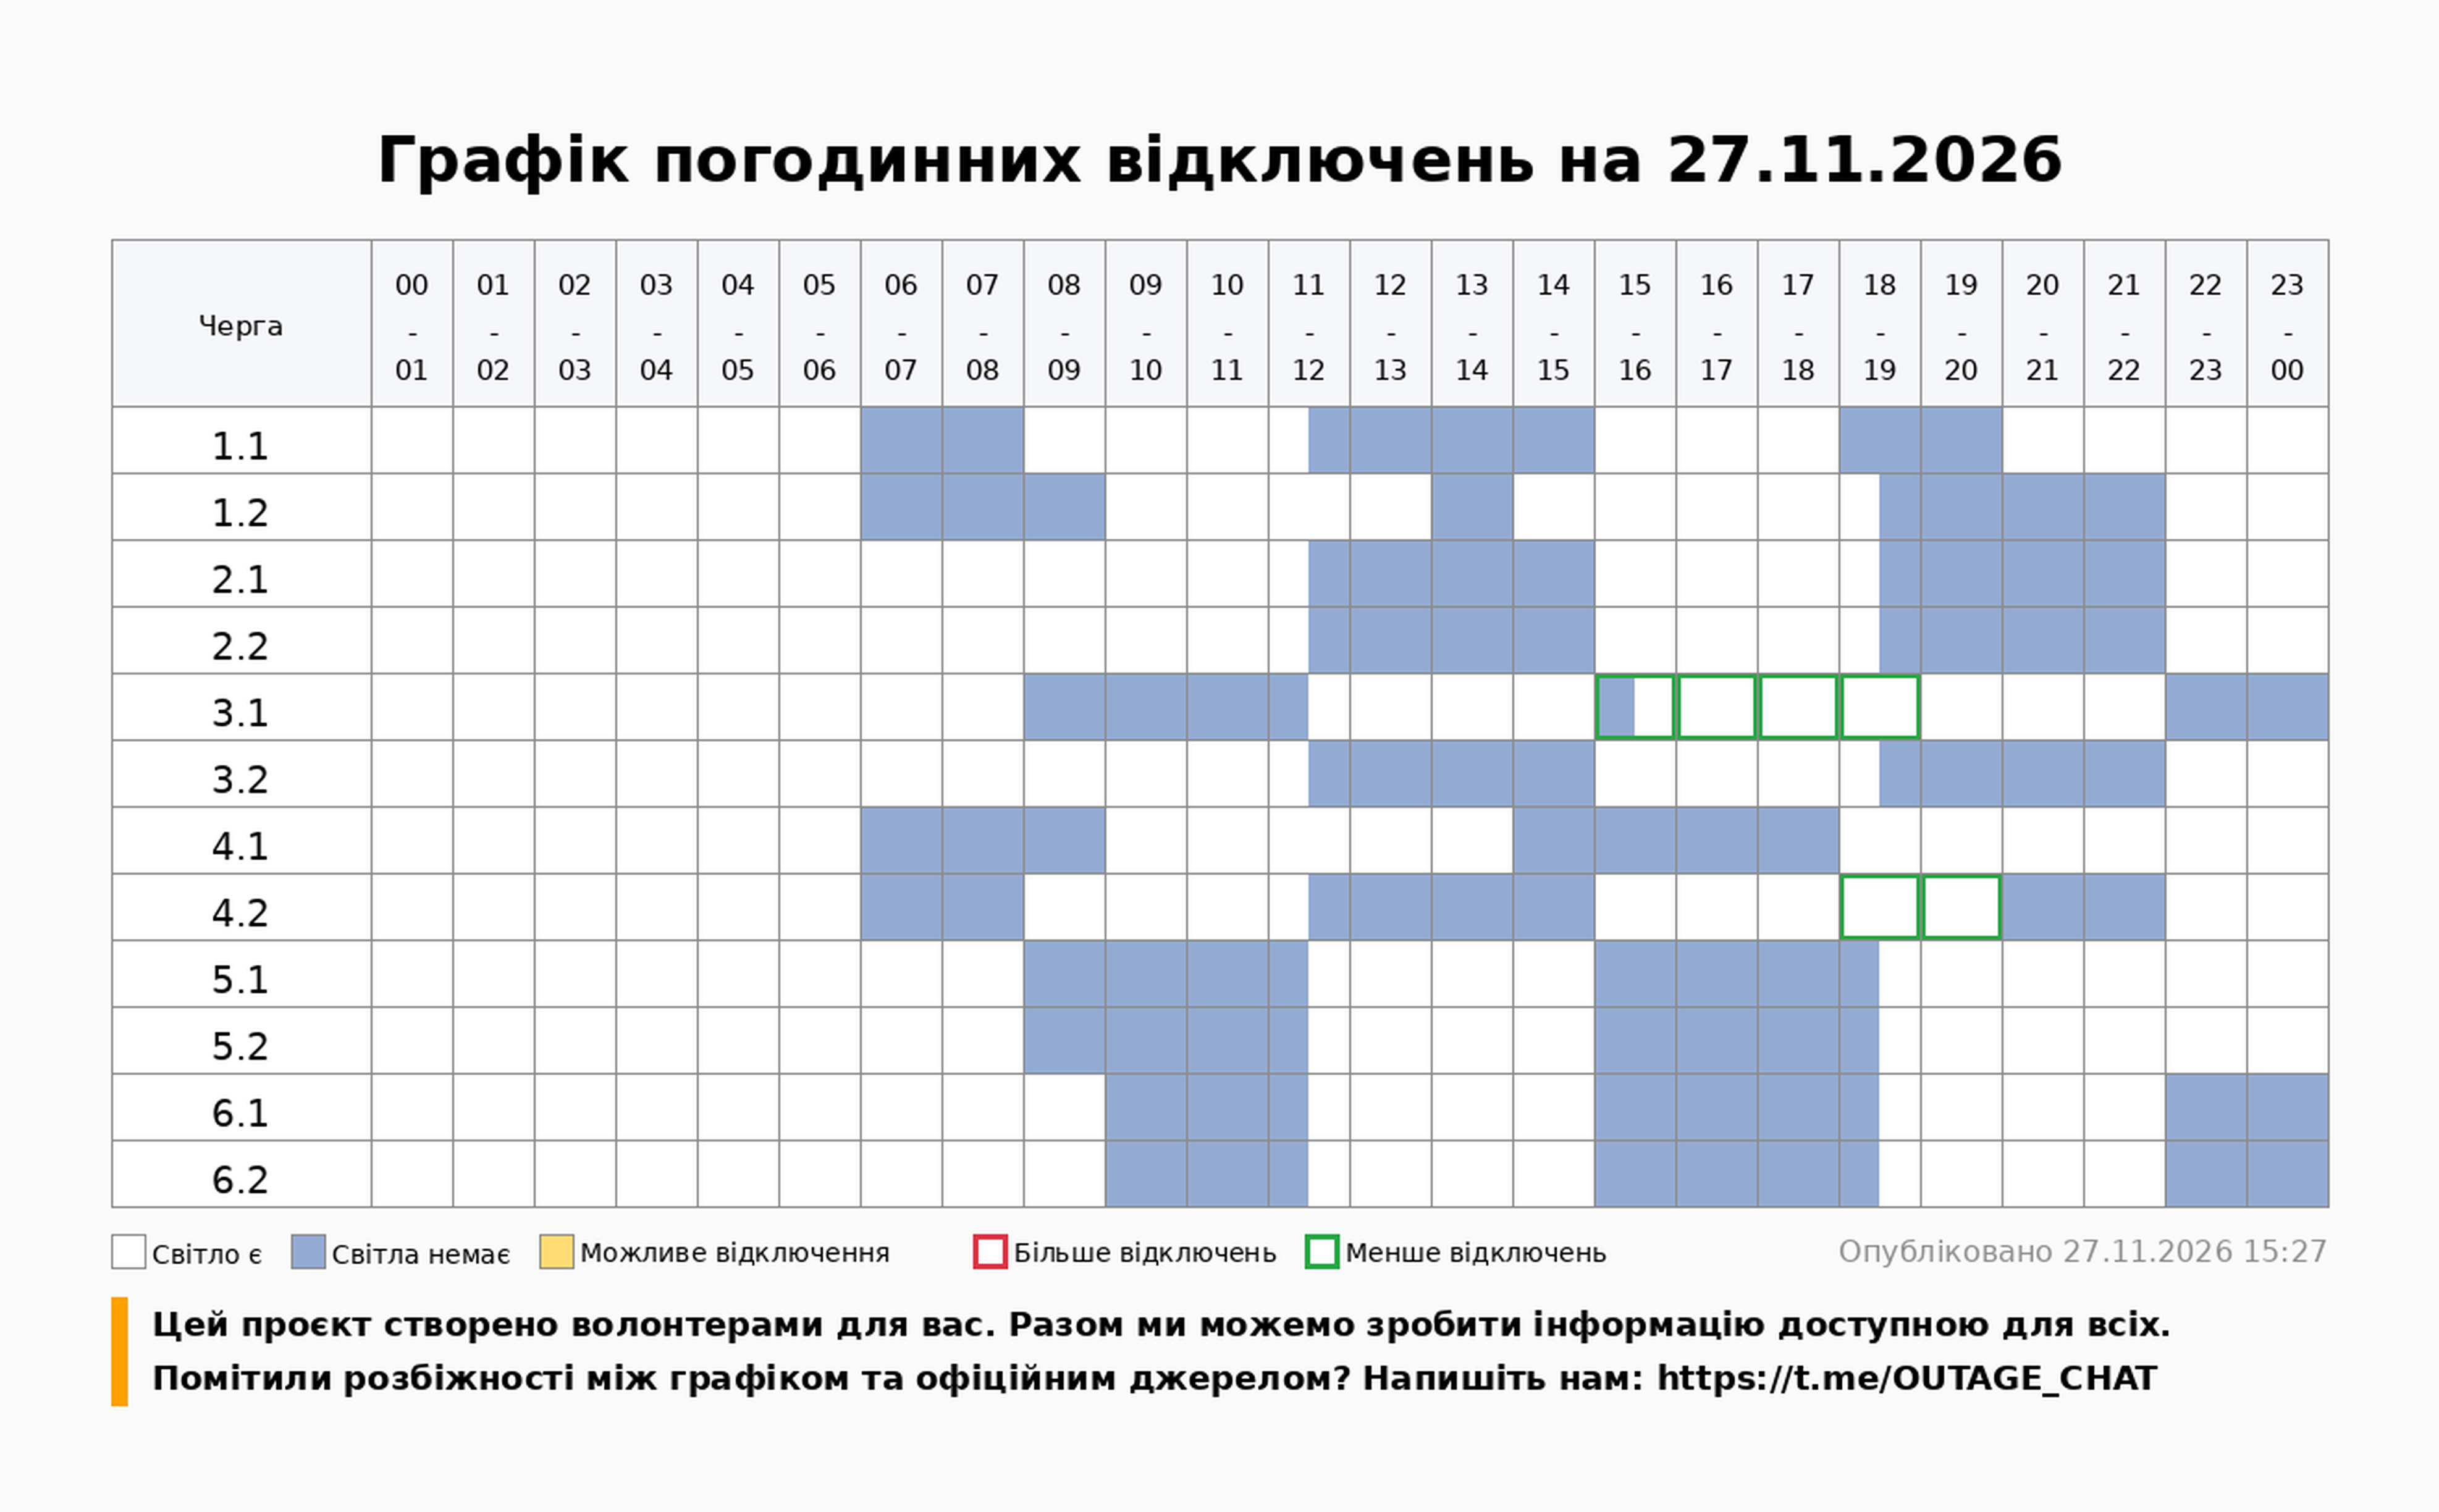 Графік погодинних відключень на 27.11.2026
Черга 00 - 01 01 - 02 02 - 03 03 - 04 04 - 05 05 - 06 06 - 07 07 - 08 08 - 09 09 - 10 10 - 11 11 - 12 12 - 13 13 - 14 14 - 15 15 - 16 16 - 17 17 - 18 18 - 19 19 - 20 20 - 21 21 - 22 22 - 23 23 - 00
1.1
1.2
2.1
2.2
3.1
3.2
4.1
4.2
5.1
5.2
6.1
6.2
Світло є Світла немає Можливе відключення Більше відключень Менше відключень Опубліковано 27.11.2026 15:27
Цей проєкт створено волонтерами для вас. Разом ми можемо зробити інформацію доступною для всіх.
Помітили розбіжності між графіком та офіційним джерелом? Напишіть нам: https://t.me/OUTAGE_CHAT